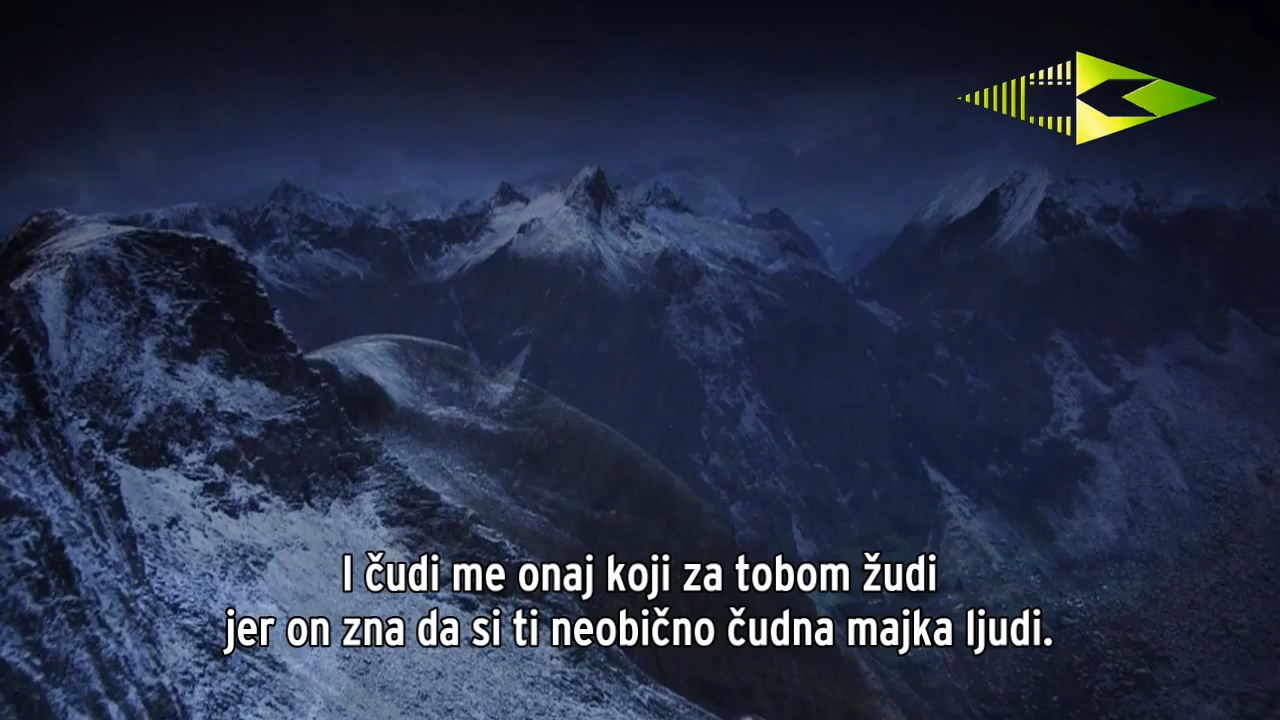 I čudi me onaj koji za tobom žudi
jer on zna da si ti neobično čudna majka ljudi.